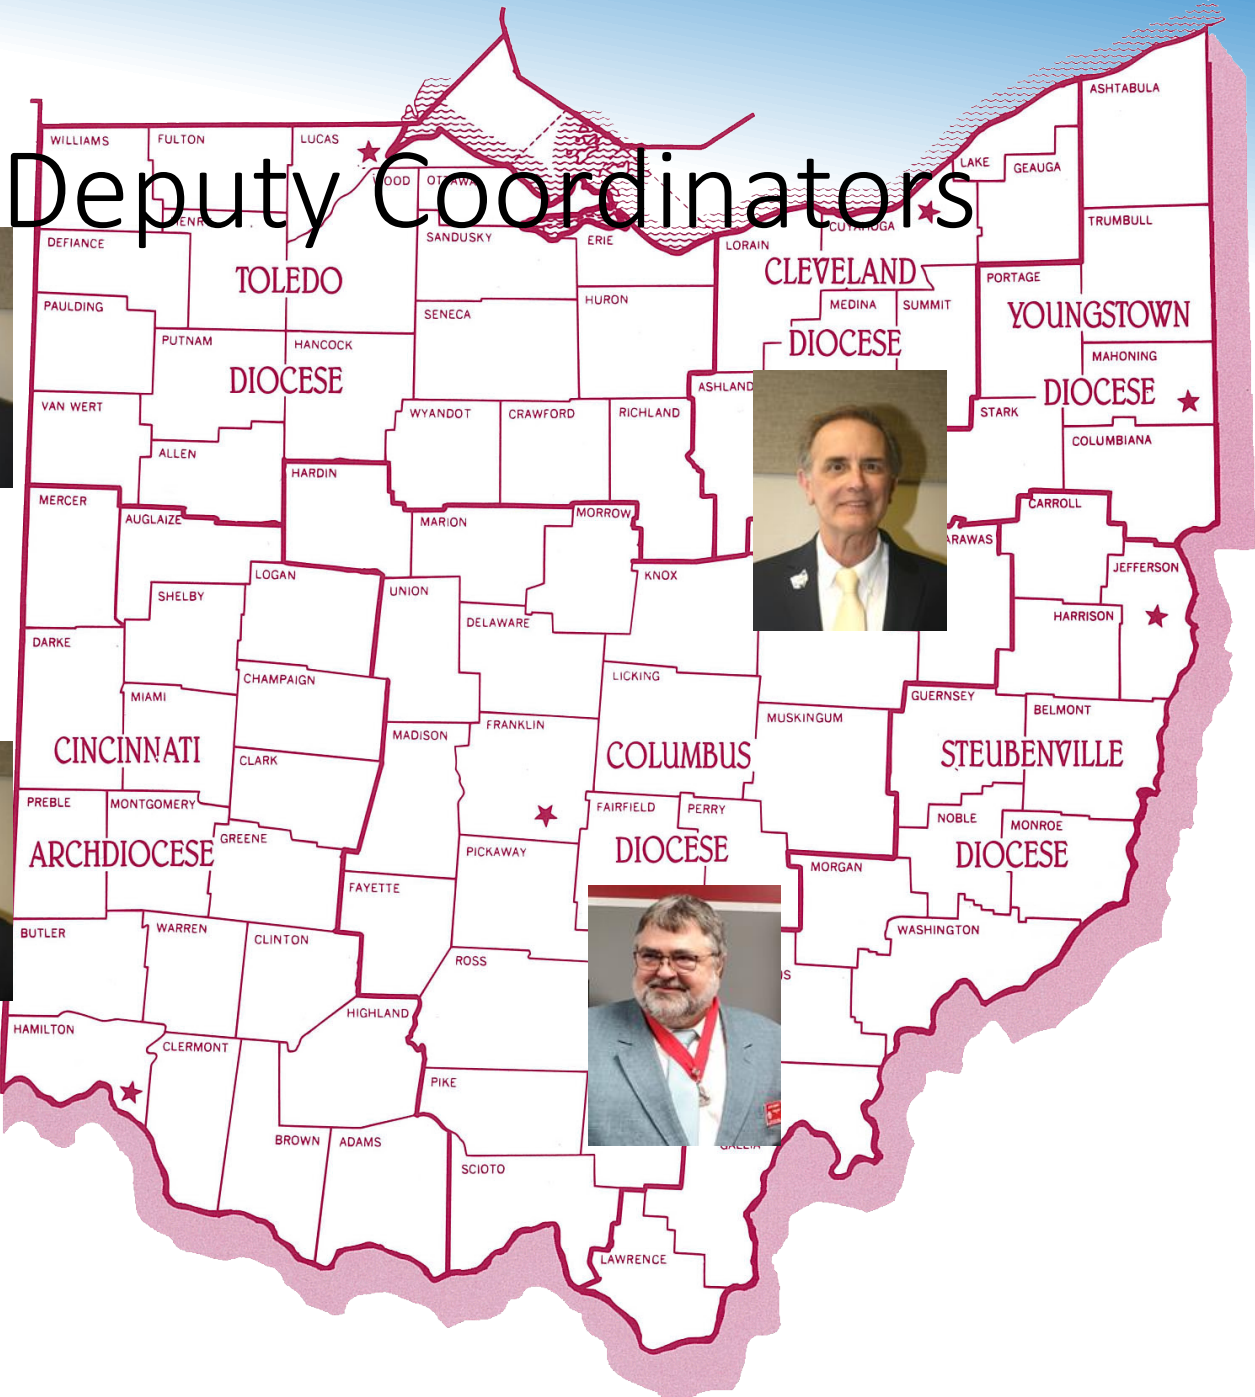 ASHTABULA
WILLIAMS
FULTON
LUCAS
LAKE
GEAUGA
Deputy Coordinators
OTTAWA
TRUMBULL
CUYAHOGA
DEFIANCE
SANDUSKY
ERIE
LORAIN
TOLEDO
CLEVELAND
PORTAGE
PAULDING
HURON
MEDINA
SUMMIT
SENECA
YOUNGSTOWN
PUTNAM
HANCOCK
DIOCESE
MAHONING
DIOCESE
ASHLAND
DIOCESE
VAN WERT
WYANDOT
CRAWFORD
RICHLAND
STARK
COLUMBIANA
ALLEN
HARDIN
MERCER
CARROLL
AUGLAIZE
MARION
MORROW
ARAWAS
JEFFERSON
LOGAN
KNOX
UNION
SHELBY
HARRISON
DELAWARE
DARKE
LICKING
CHAMPAIGN
MIAMI
GUERNSEY
BELMONT
MUSKINGUM
FRANKLIN
MADISON
CINCINNATI
COLUMBUS
STEUBENVILLE
CLARK
PREBLE
MONTGOMERY
FAIRFIELD
PERRY
NOBLE
MONROE
GREENE
ARCHDIOCESE
PICKAWAY
DIOCESE
DIOCESE
MORGAN
FAYETTE
BUTLER
WARREN
CLINTON
WASHINGTON
ROSS
HIGHLAND
HAMILTON
CLERMONT
PIKE
BROWN
ADAMS
GALLIA
SCIOTO
LAWRENCE